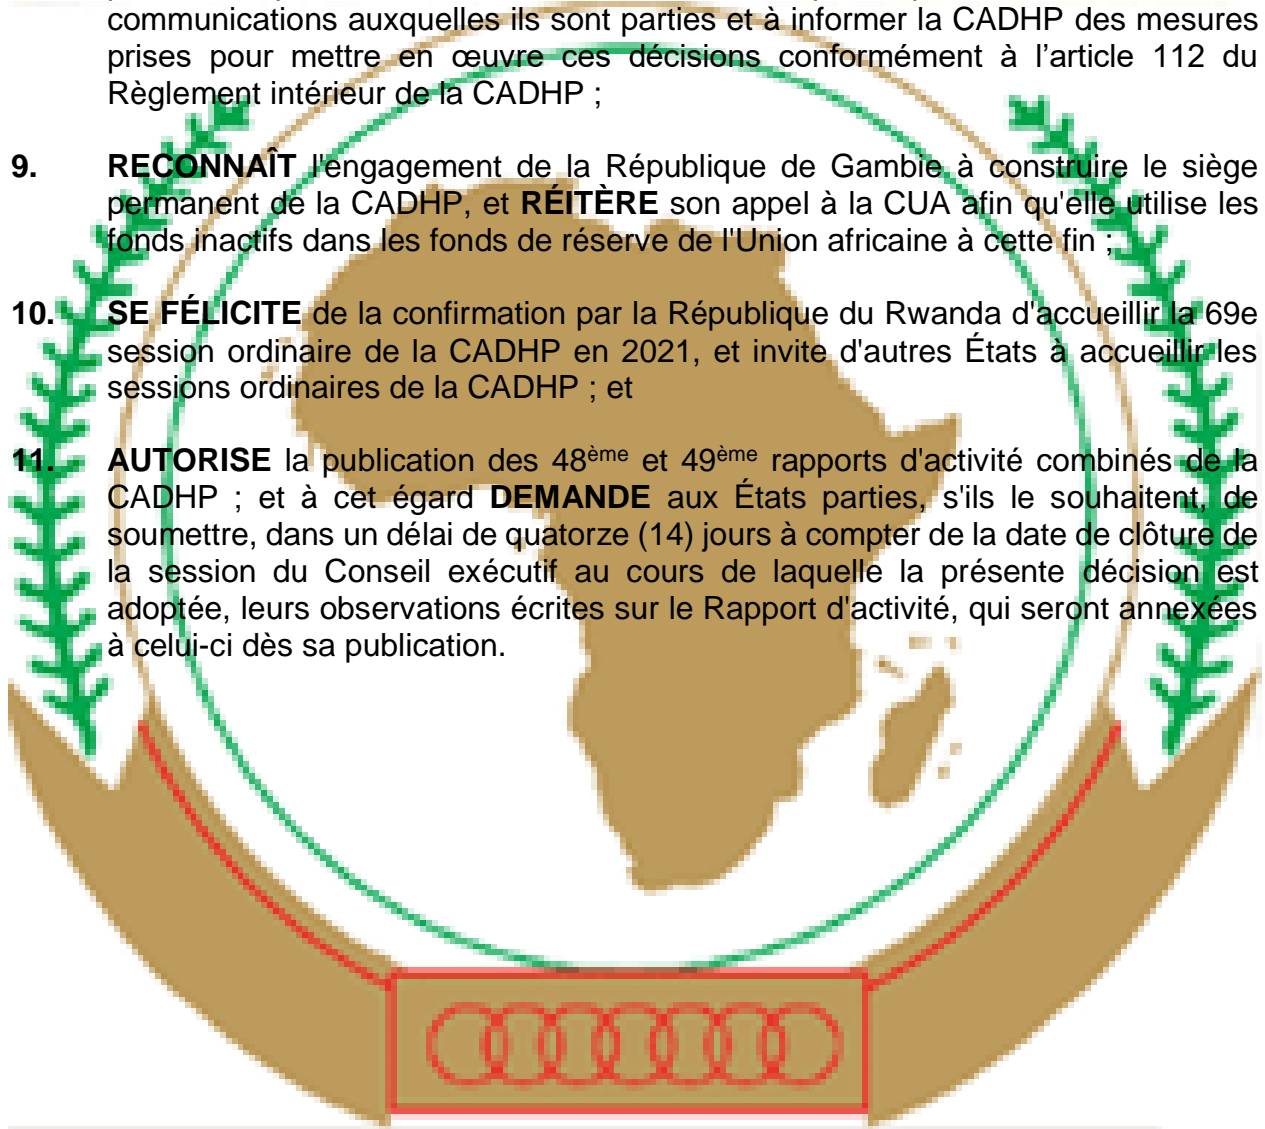 communications auxquelles ils sont parties et à informer la CADHP des mesures
prises pour mettre en œuvre ces décisions conformément à l’article 112 du
Règlement intérieur de la CADHP ;
9. RECONNAÎT l'engagement de la République de Gambie à construire le siège
permanent de la CADHP, et RÉITÈRE son appel à la CUA afin qu'elle utilise les
fonds inactifs dans les fonds de réserve de l'Union africaine à cette fin ;
10. SE FÉLICITE de la confirmation par la République du Rwanda d'accueillir la 69e
session ordinaire de la CADHP en 2021, et invite d'autres États à accueillir les
sessions ordinaires de la CADHP ; et
11. AUTORISE la publication des 48ème et 49ème rapports d'activité combinés de la
CADHP ; et à cet égard DEMANDE aux États parties, s'ils le souhaitent, de
soumettre, dans un délai de quatorze (14) jours à compter de la date de clôture de
la session du Conseil exécutif au cours de laquelle la présente décision est
adoptée, leurs observations écrites sur le Rapport d'activité, qui seront annexées
à celui-ci dès sa publication.